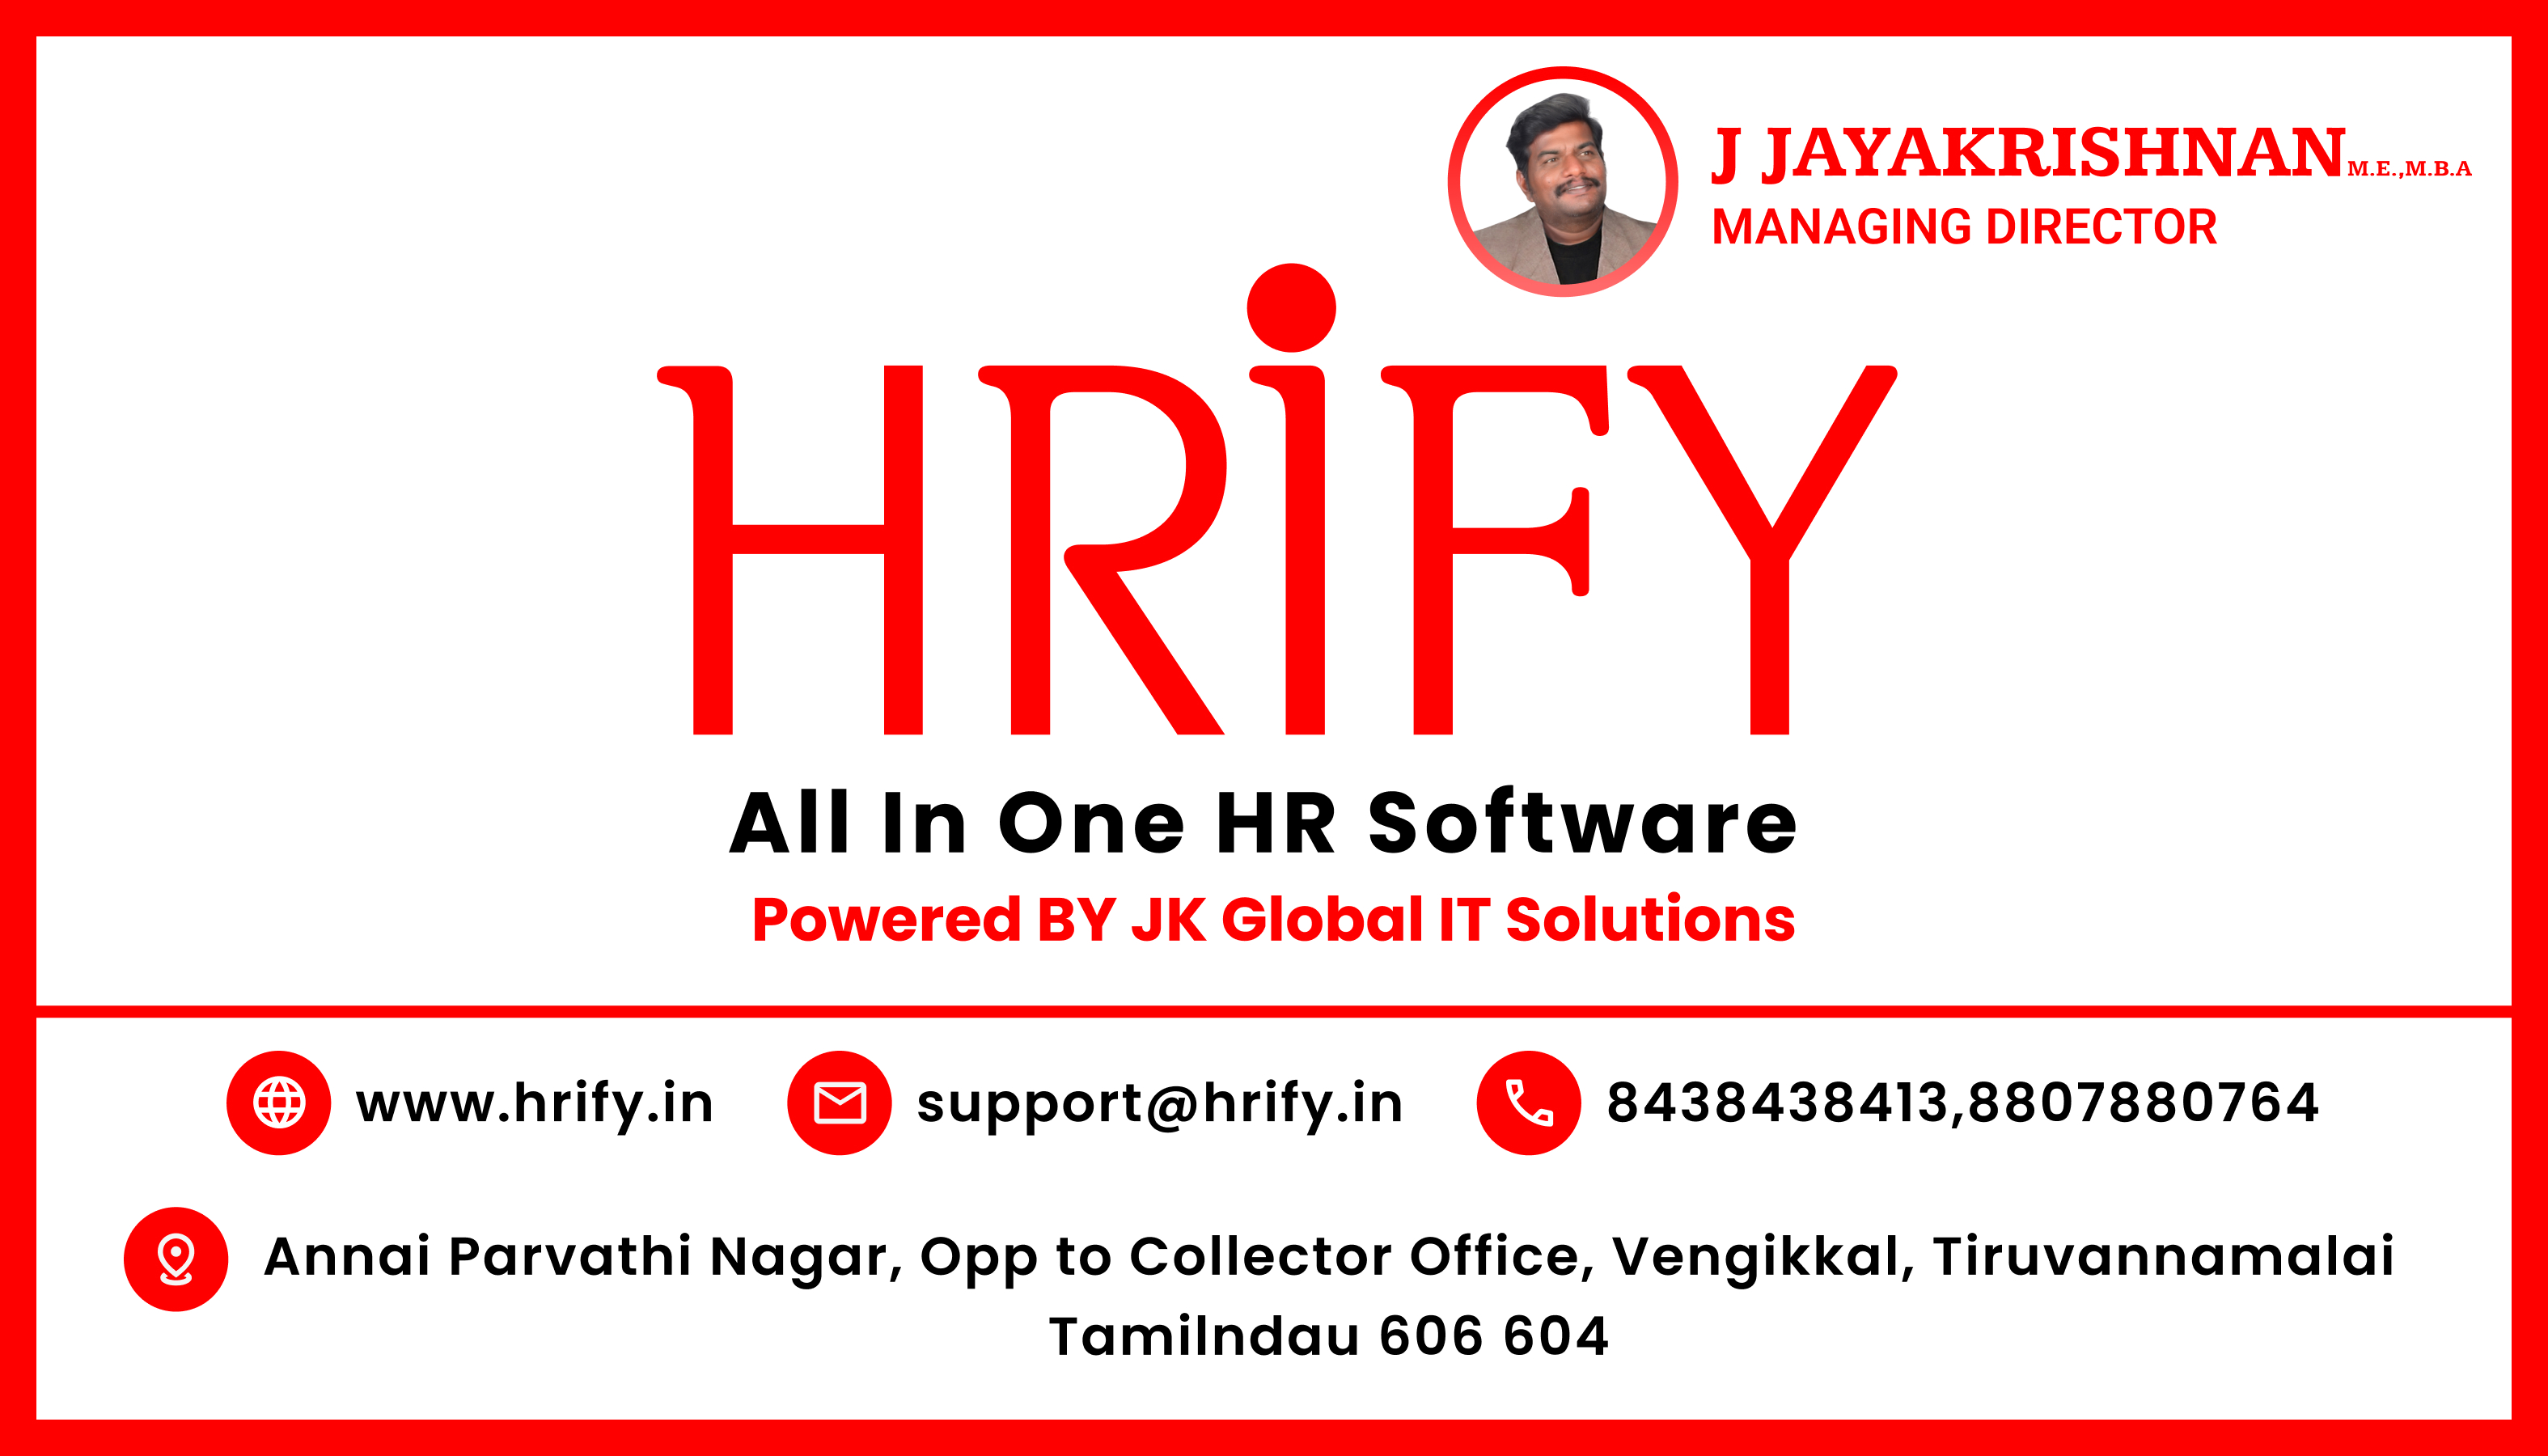 J JAYAKRISHNAN M.E.,M.B.A
MANAGING DIRECTOR
HRiFY
All In One HR Software
Powered BY JK Global IT Solutions
www.hrify.in
support@hrify.in
8438438413,8807880764
Annai Parvathi Nagar, Opp to Collector Office, Vengikkal, Tiruvannamalai
Tamilndau 606 604